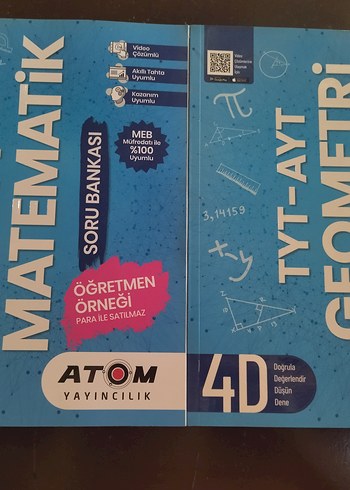 MATEMATİK
SORU BANKASI
Video
Çözümlü
Akıllı Tahta
Uyumlu
Kazanım
Uyumlu
MEB
Müfredatı ile
%100
Uyumlu
ÖĞRETMEN
ÖRNEĞİ
PARA İLE SATILMAZ
ATOM
YAYINCILIK
TYT-AYT
GEOMETRİ
π
3,14159
x+y
4D
Doğrula
Değerlendir
Düşün
Dene